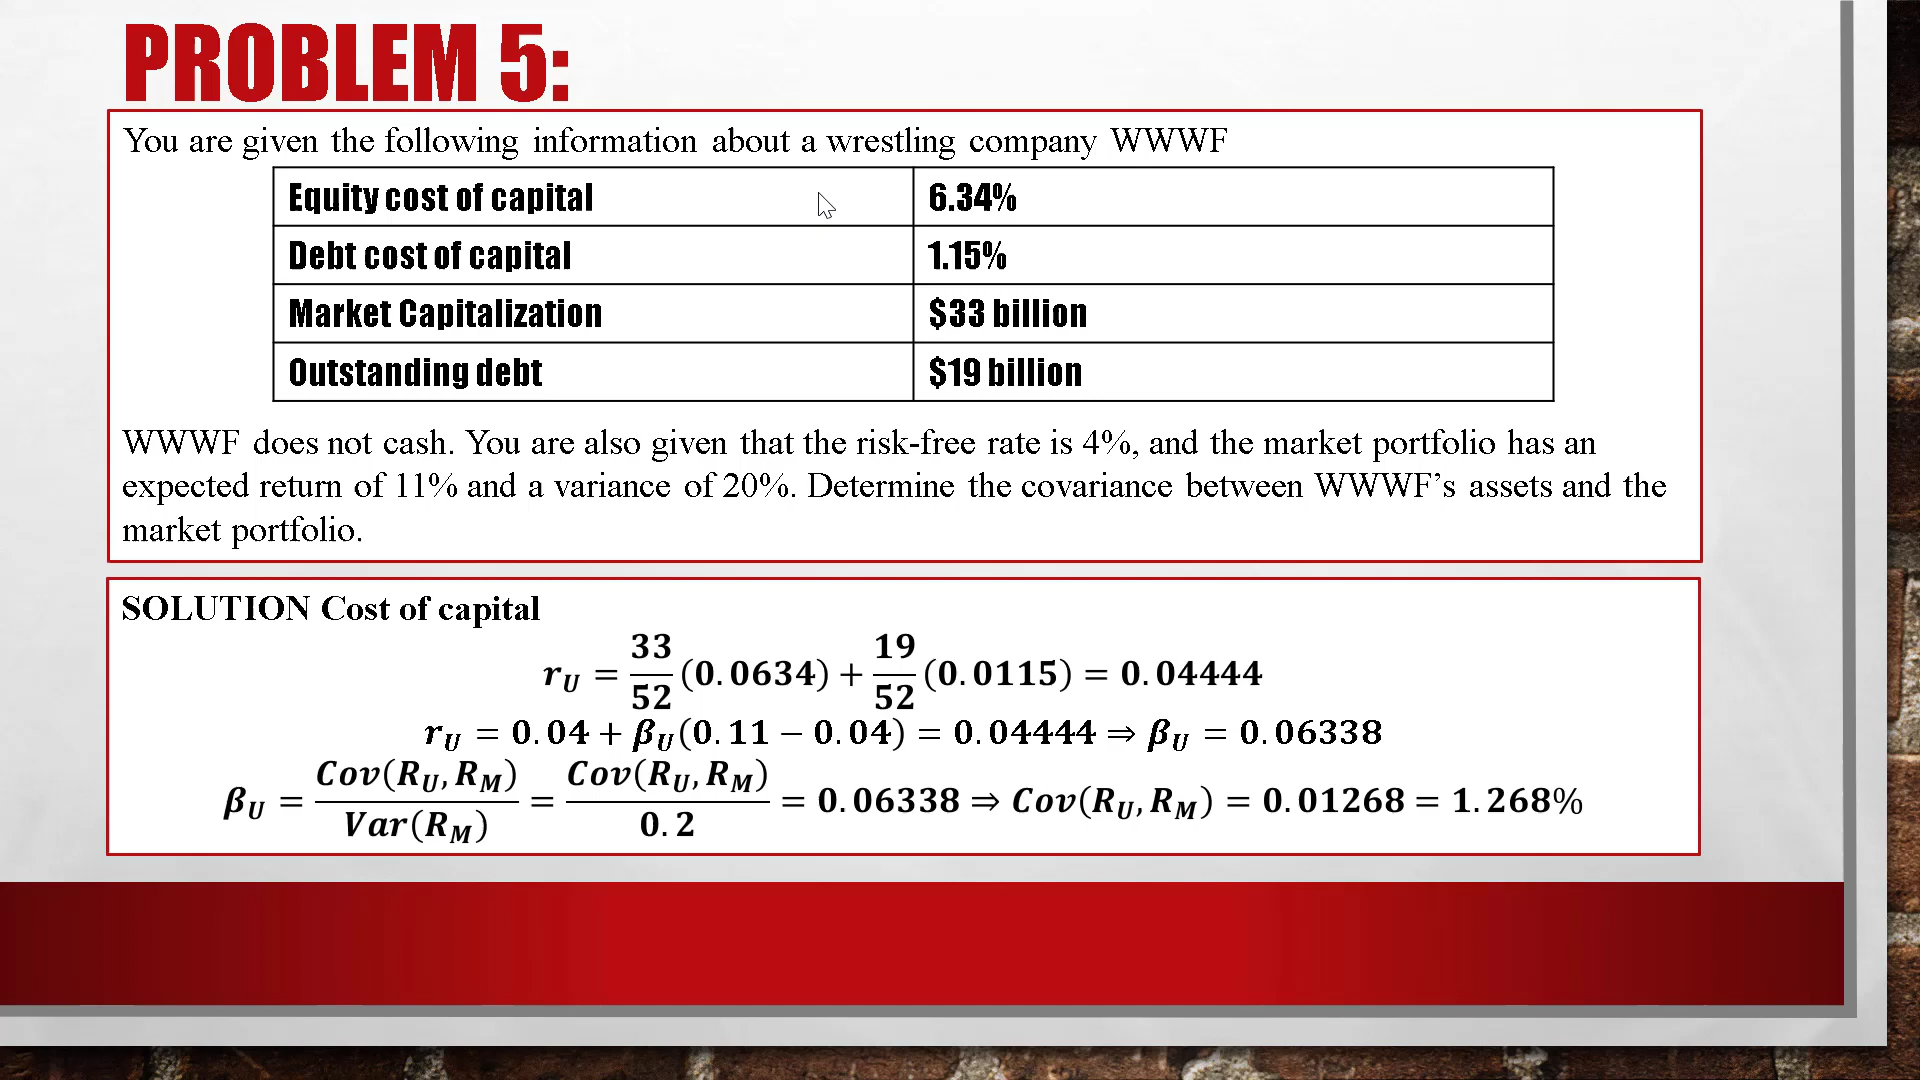 PROBLEM 5:
You are given the following information about a wrestling company WWWF
Equity cost of capital 6.34%
Debt cost of capital 1.15%
Market Capitalization $33 billion
Outstanding debt $19 billion
WWWF does not cash. You are also given that the risk-free rate is 4%, and the market portfolio has an
expected return of 11% and a variance of 20%. Determine the covariance between WWWF's assets and the
market portfolio.
SOLUTION Cost of capital
r_U = 33/52 (0.0634) + 19/52 (0.0115) = 0.04444
r_U = 0.04 + β_U(0.11 − 0.04) = 0.04444 ⇒ β_U = 0.06338
β_U = Cov(R_U, R_M)/Var(R_M) = Cov(R_U, R_M)/0.2 = 0.06338 ⇒ Cov(R_U, R_M) = 0.01268 = 1.268%